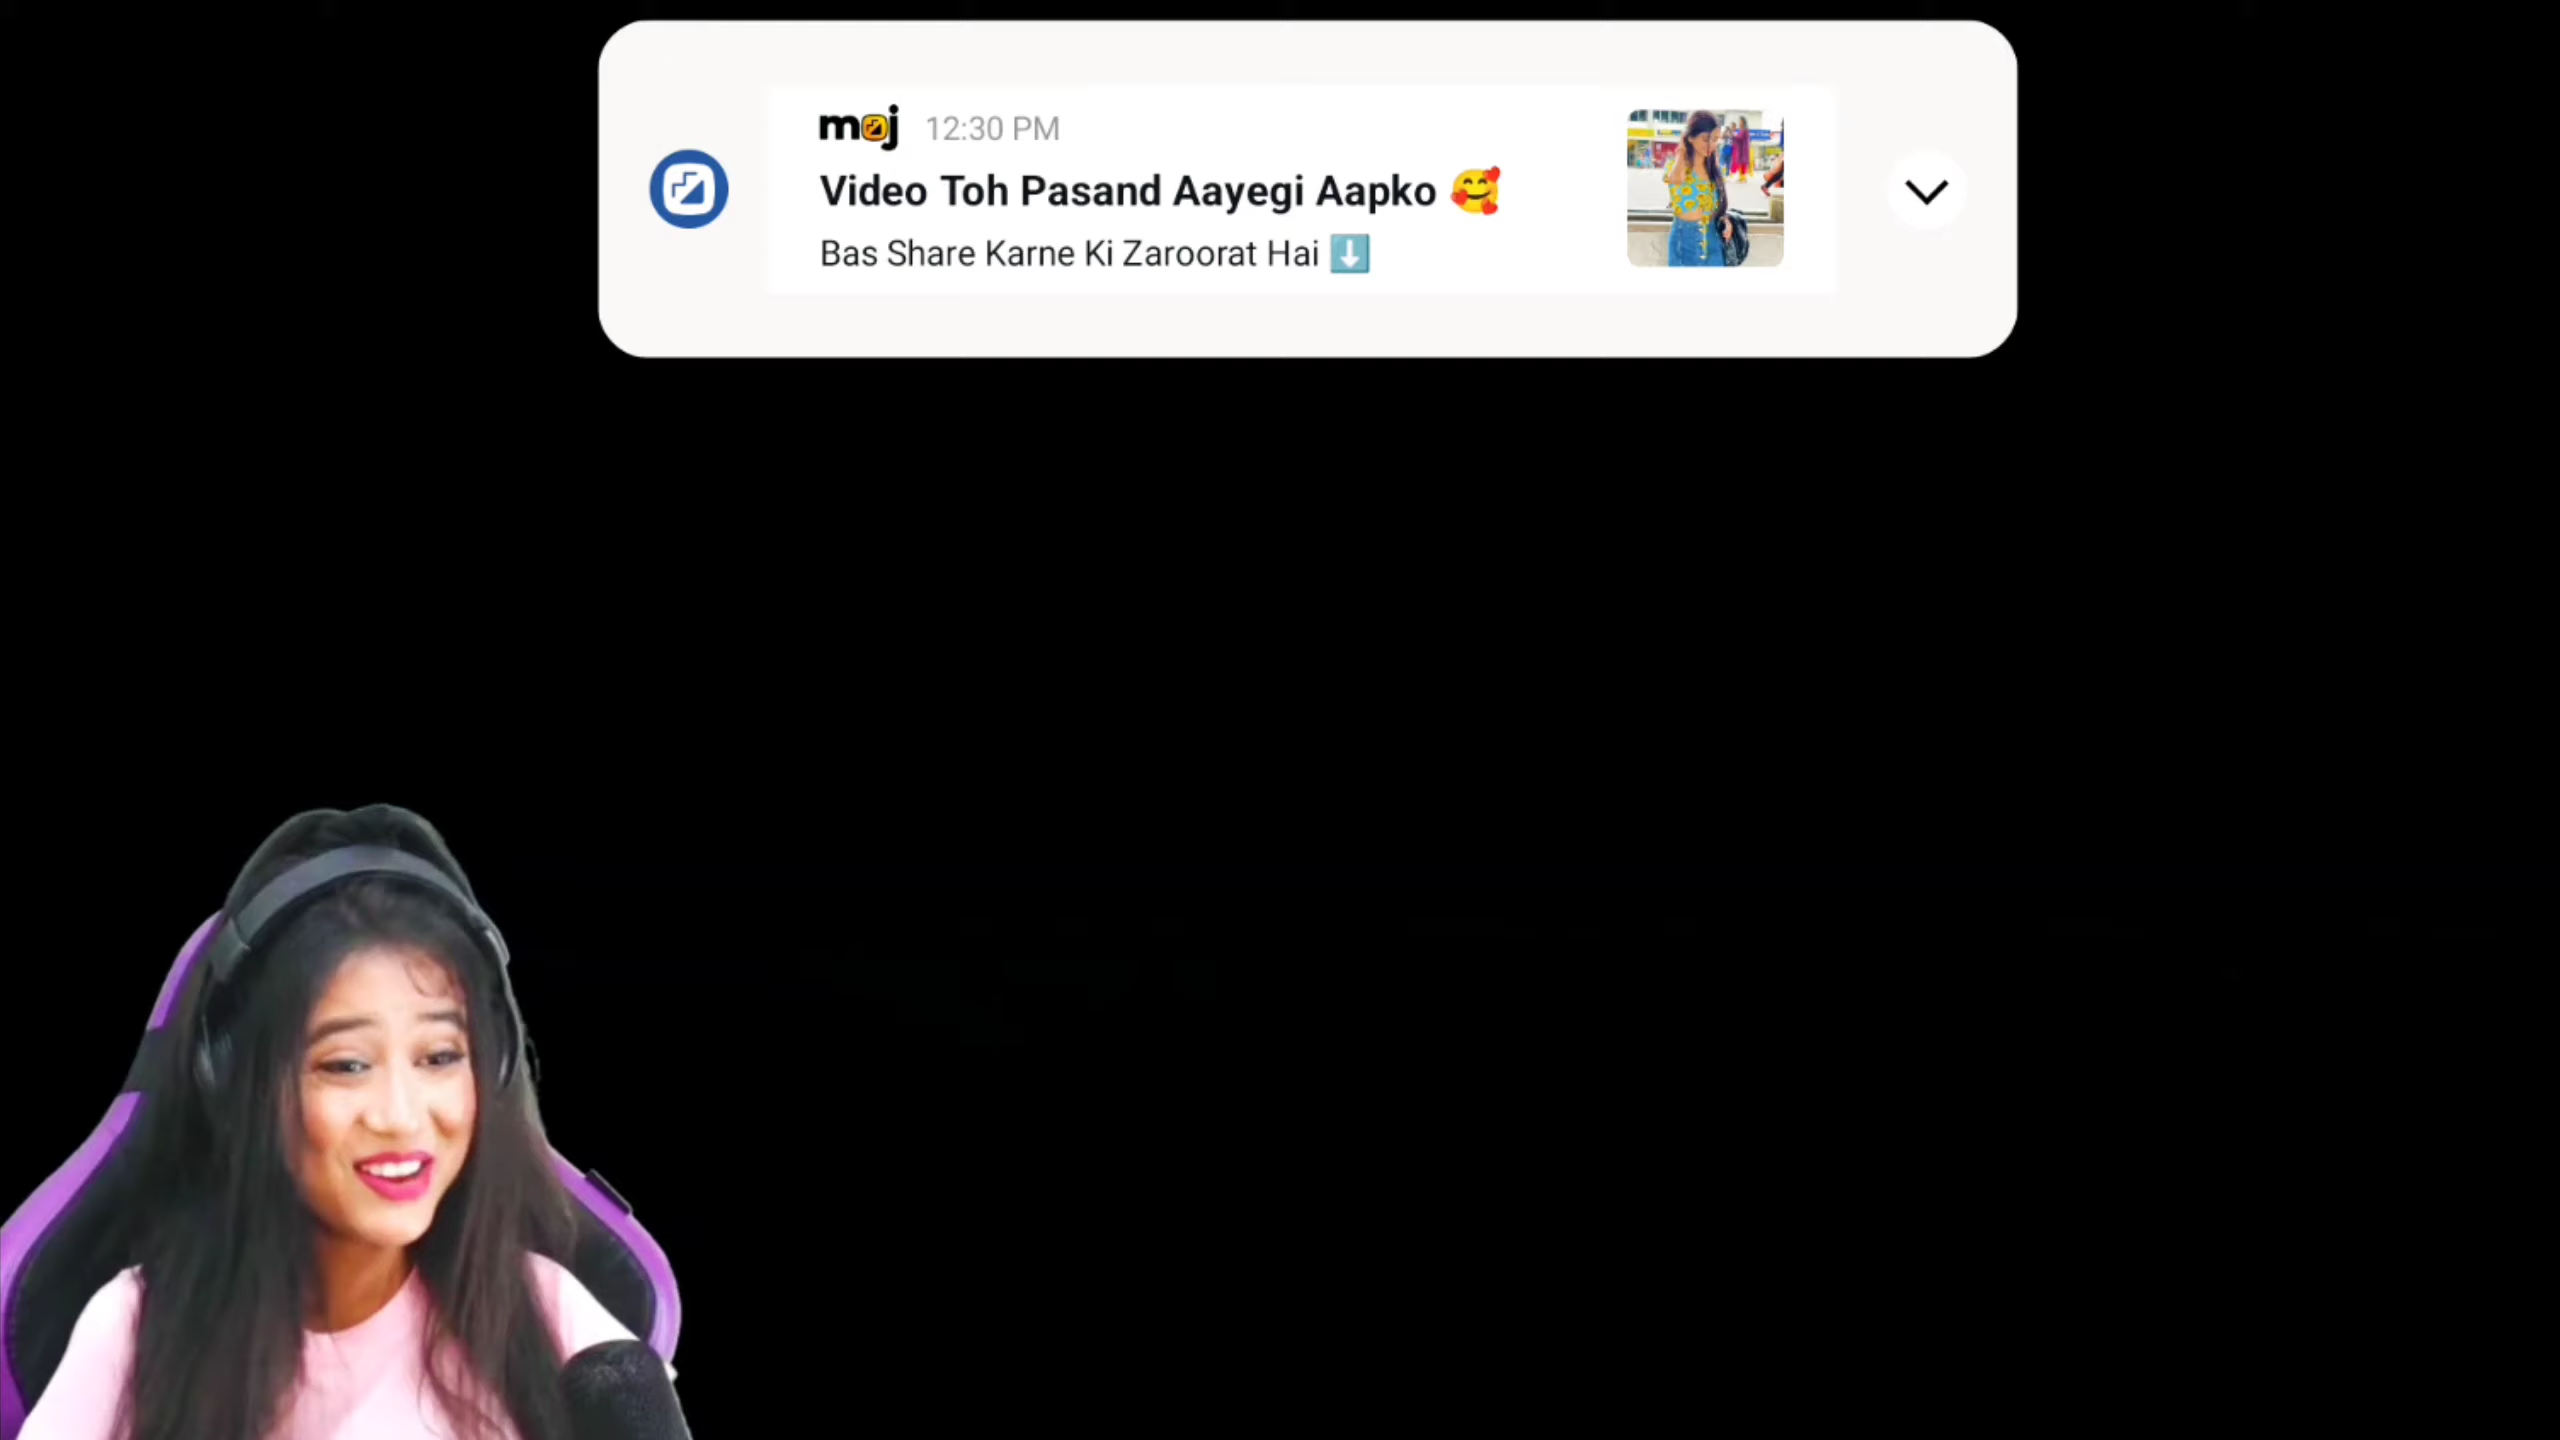 moj 12:30 PM
Video Toh Pasand Aayegi Aapko 🥰
Bas Share Karne Ki Zaroorat Hai ⬇️